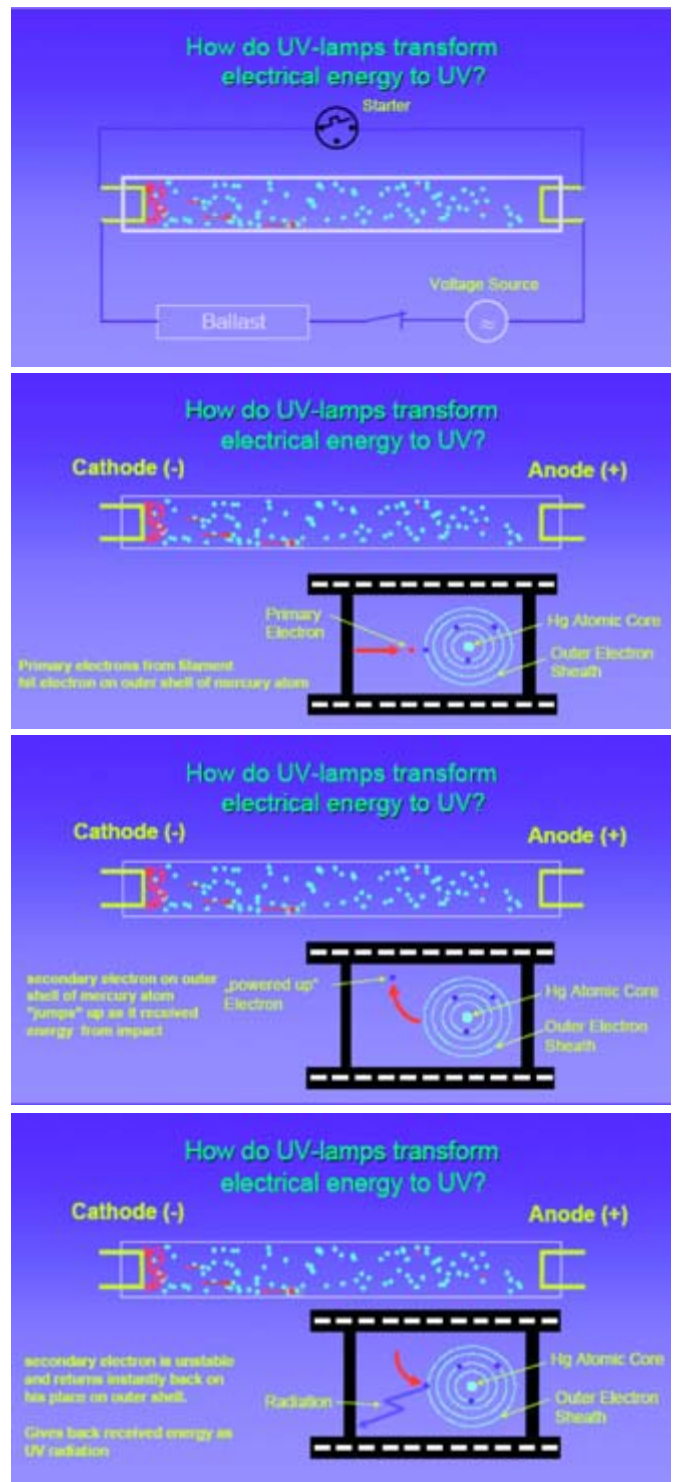 How do UV-lamps transform
electrical energy to UV?
Starter
Voltage Source
Ballast
≈
How do UV-lamps transform
electrical energy to UV?
Cathode (-)
Anode (+)
Primary
Electron
Hg Atomic Core
Outer Electron
Sheath
Primary electrons from filament
hit electron on outer shell of mercury atom
How do UV-lamps transform
electrical energy to UV?
Cathode (-)
Anode (+)
secondary electron on outer
shell of mercury atom
"jumps" up as it received
energy from impact
„powered up"
Electron
Hg Atomic Core
Outer Electron
Sheath
How do UV-lamps transform
electrical energy to UV?
Cathode (-)
Anode (+)
secondary electron is unstable
and returns instantly back on
his place on outer shell.
Gives back received energy as
UV radiation
Radiation
Hg Atomic Core
Outer Electron
Sheath